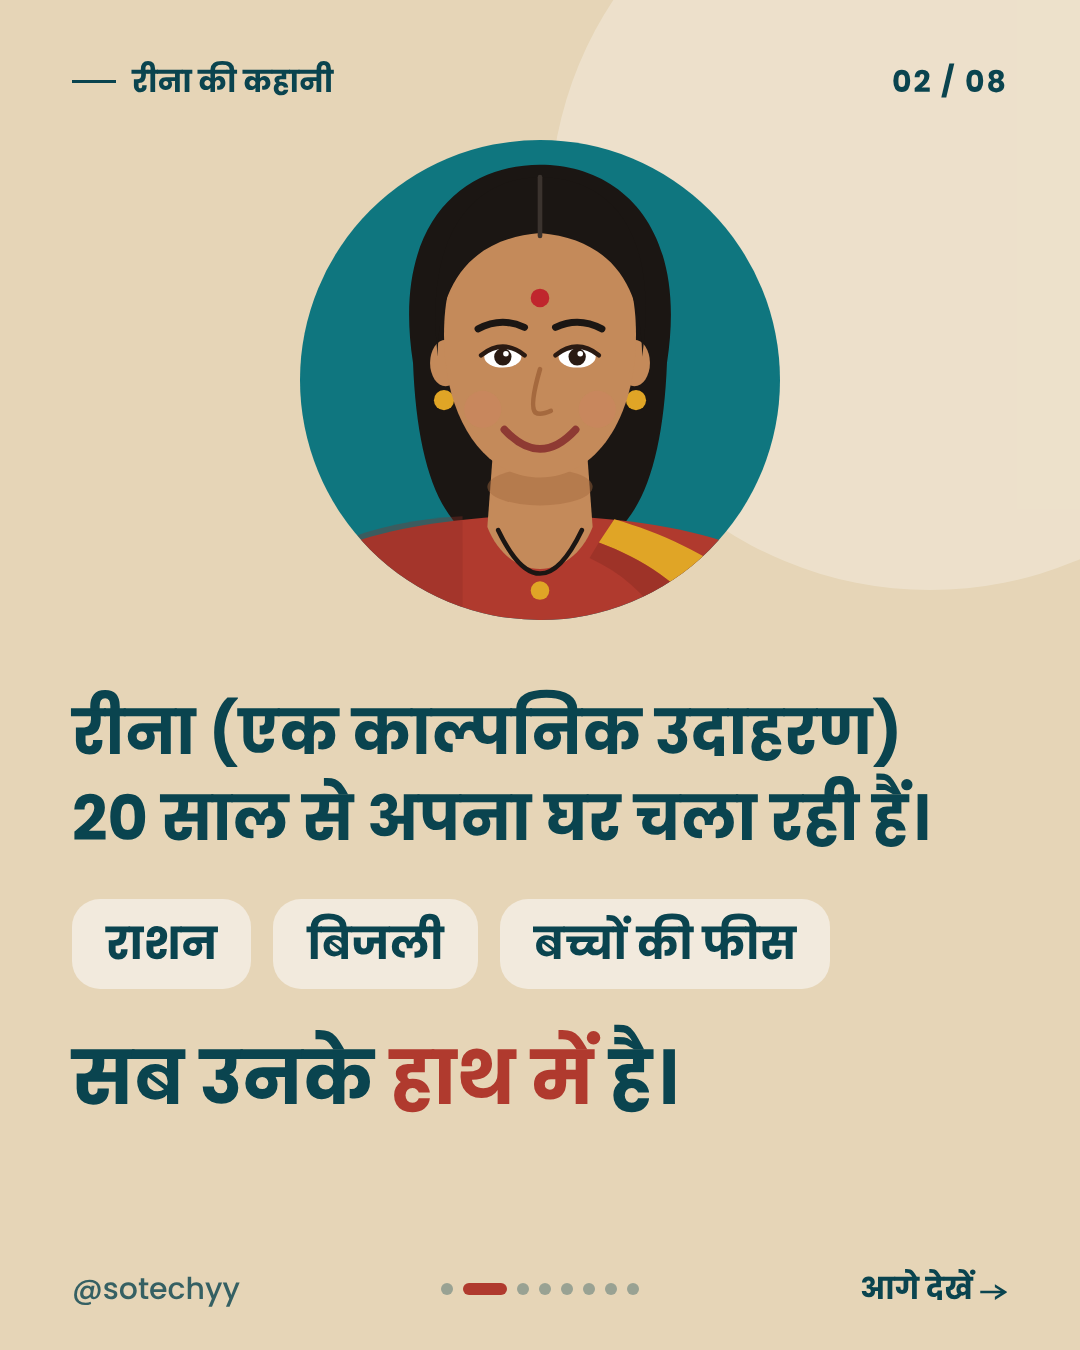 रीना की कहानी
02 / 08
रीना (एक काल्पनिक उदाहरण)
20 साल से अपना घर चला रही हैं।
राशन
बिजली
बच्चों की फीस
सब उनके हाथ में है।
@sotechyy
आगे देखें →